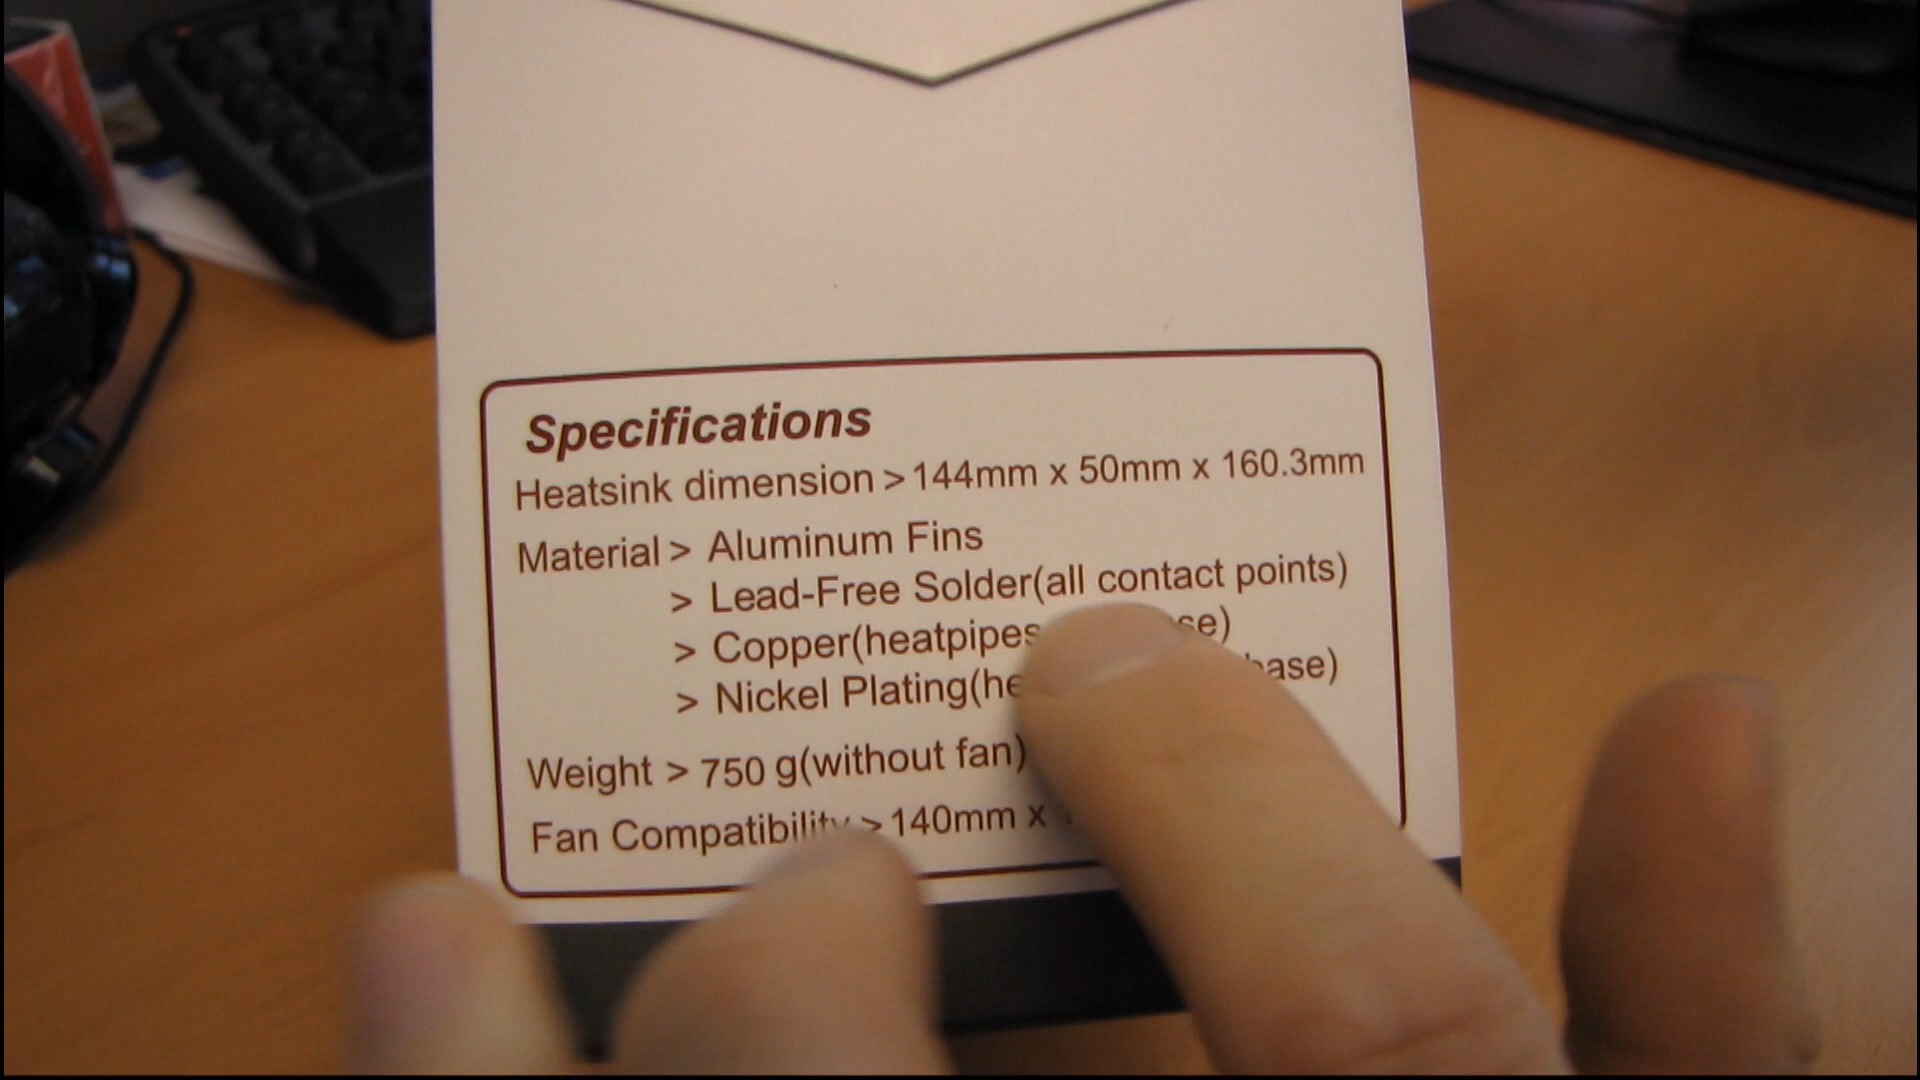 Specifications
Heatsink dimension > 144mm x 50mm x 160.3mm
Material > Aluminum Fins
> Lead-Free Solder(all contact points)
> Copper(heatpipes
> Nickel Plating(
Weight > 750 g(without fan)
Fan Compatibility > 140mm x